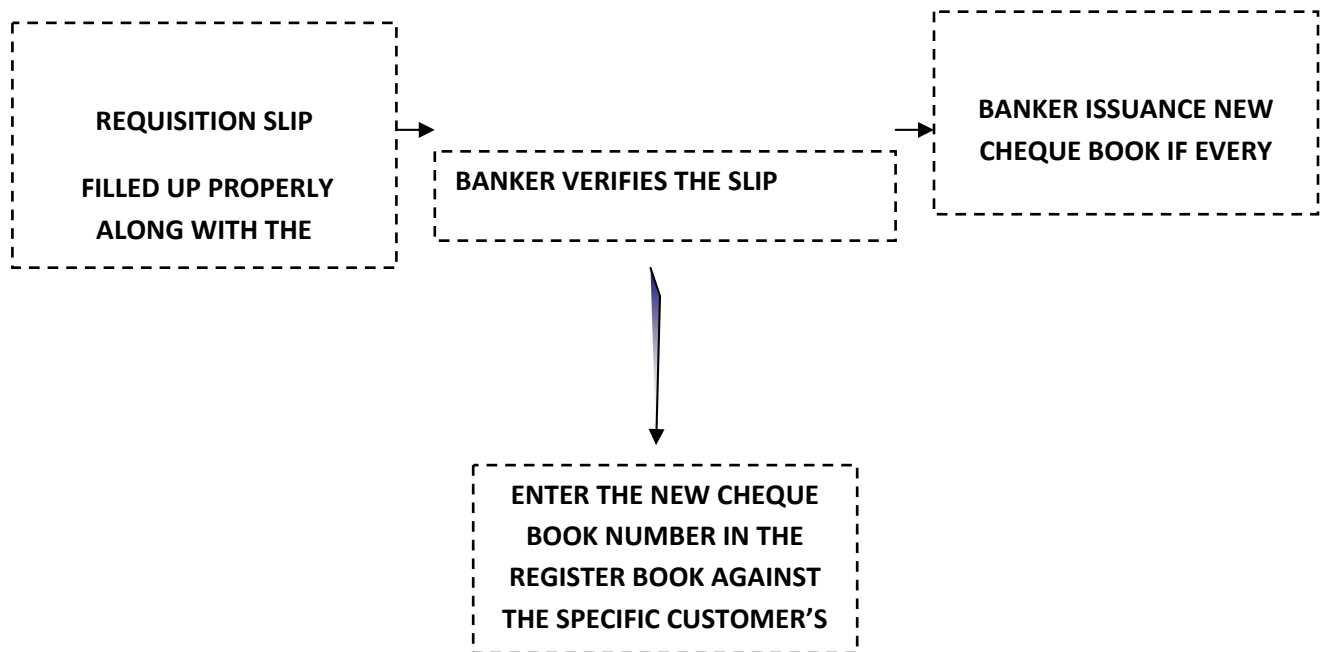 REQUISITION SLIP
FILLED UP PROPERLY
ALONG WITH THE
BANKER VERIFIES THE SLIP
BANKER ISSUANCE NEW
CHEQUE BOOK IF EVERY
ENTER THE NEW CHEQUE
BOOK NUMBER IN THE
REGISTER BOOK AGAINST
THE SPECIFIC CUSTOMER’S